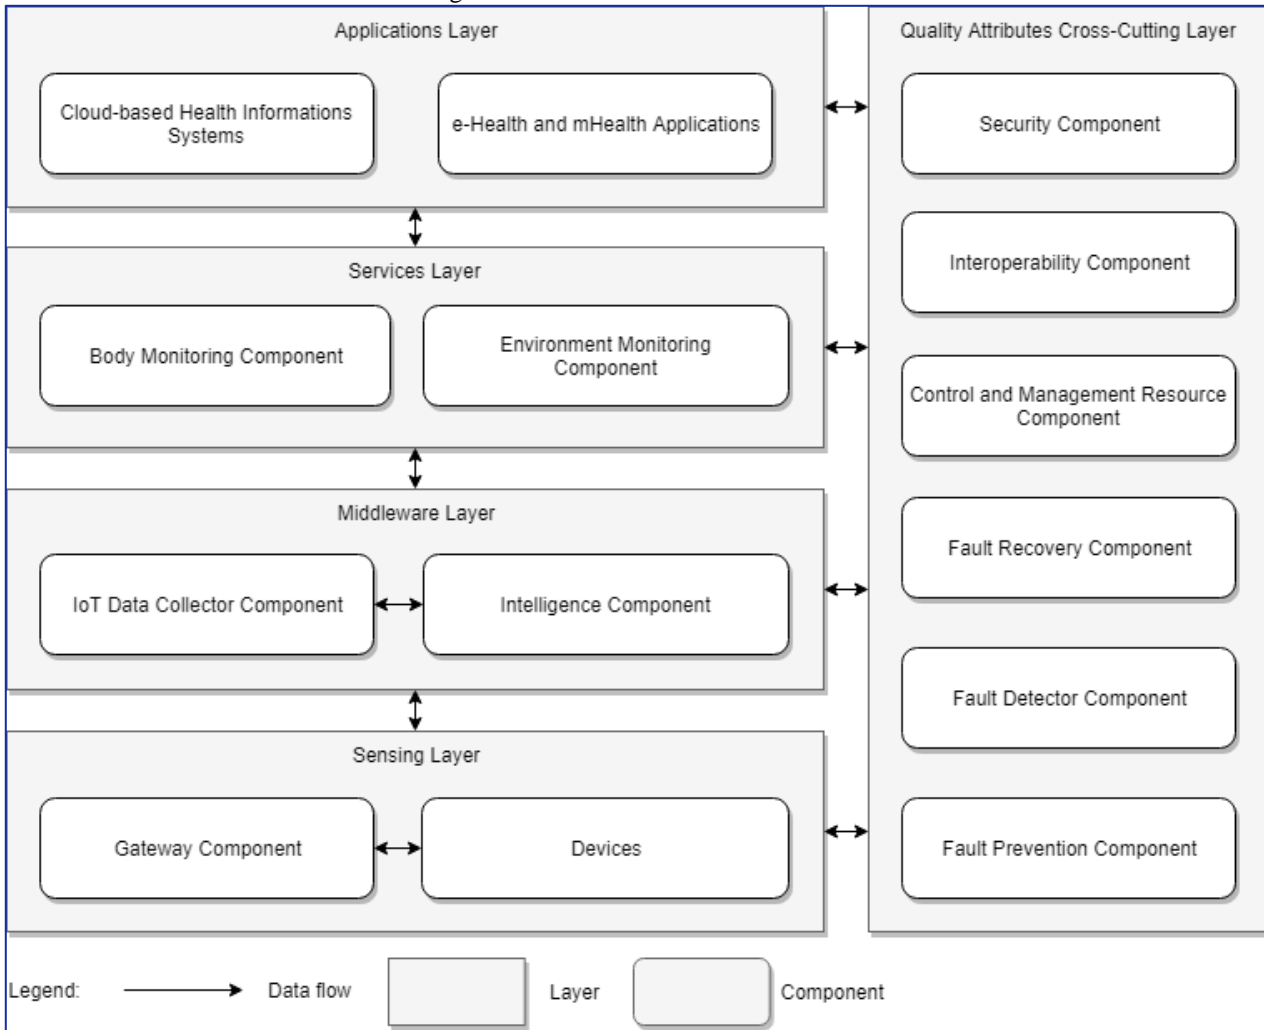 Applications Layer
Cloud-based Health Informations
Systems
e-Health and mHealth Applications
Services Layer
Body Monitoring Component
Environment Monitoring
Component
Middleware Layer
IoT Data Collector Component
Intelligence Component
Sensing Layer
Gateway Component
Devices
Quality Attributes Cross-Cutting Layer
Security Component
Interoperability Component
Control and Management Resource
Component
Fault Recovery Component
Fault Detector Component
Fault Prevention Component
Legend:
Data flow
Layer
Component